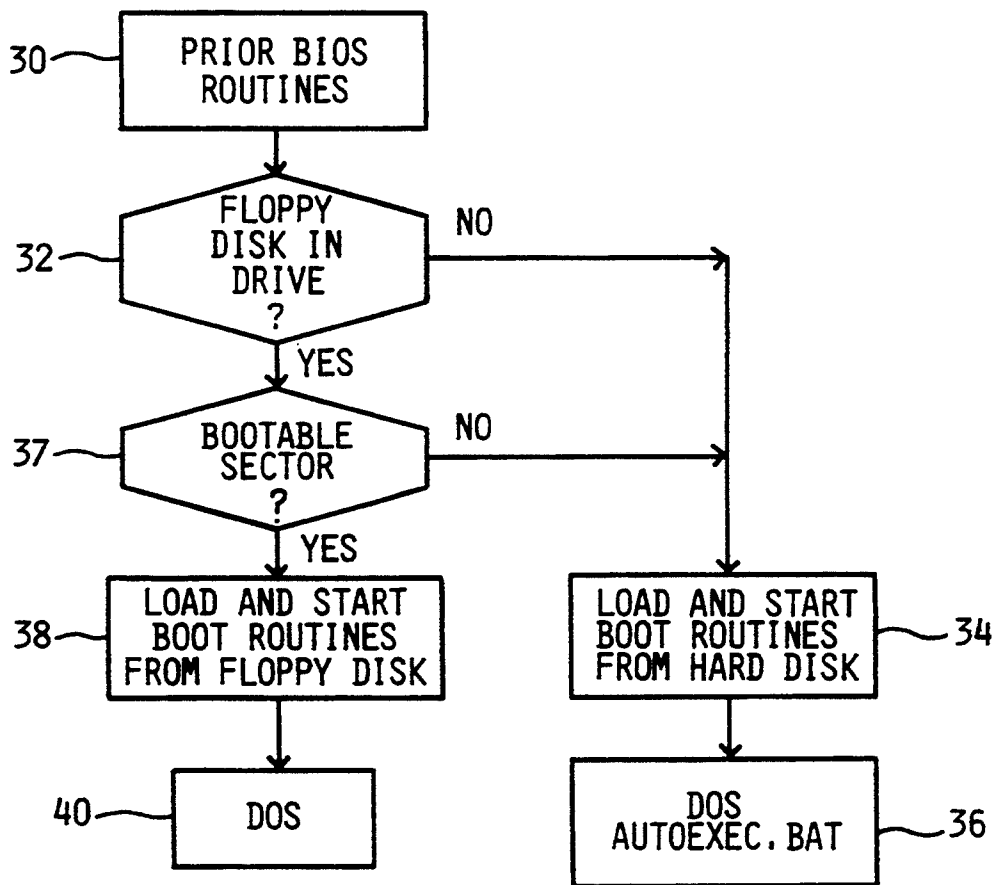 30
PRIOR BIOS
ROUTINES
32
FLOPPY
DISK IN
DRIVE
?
NO
YES
37
BOOTABLE
SECTOR
?
NO
YES
38
LOAD AND START
BOOT ROUTINES
FROM FLOPPY DISK
LOAD AND START
BOOT ROUTINES
FROM HARD DISK
34
40
DOS
DOS
AUTOEXEC.BAT
36